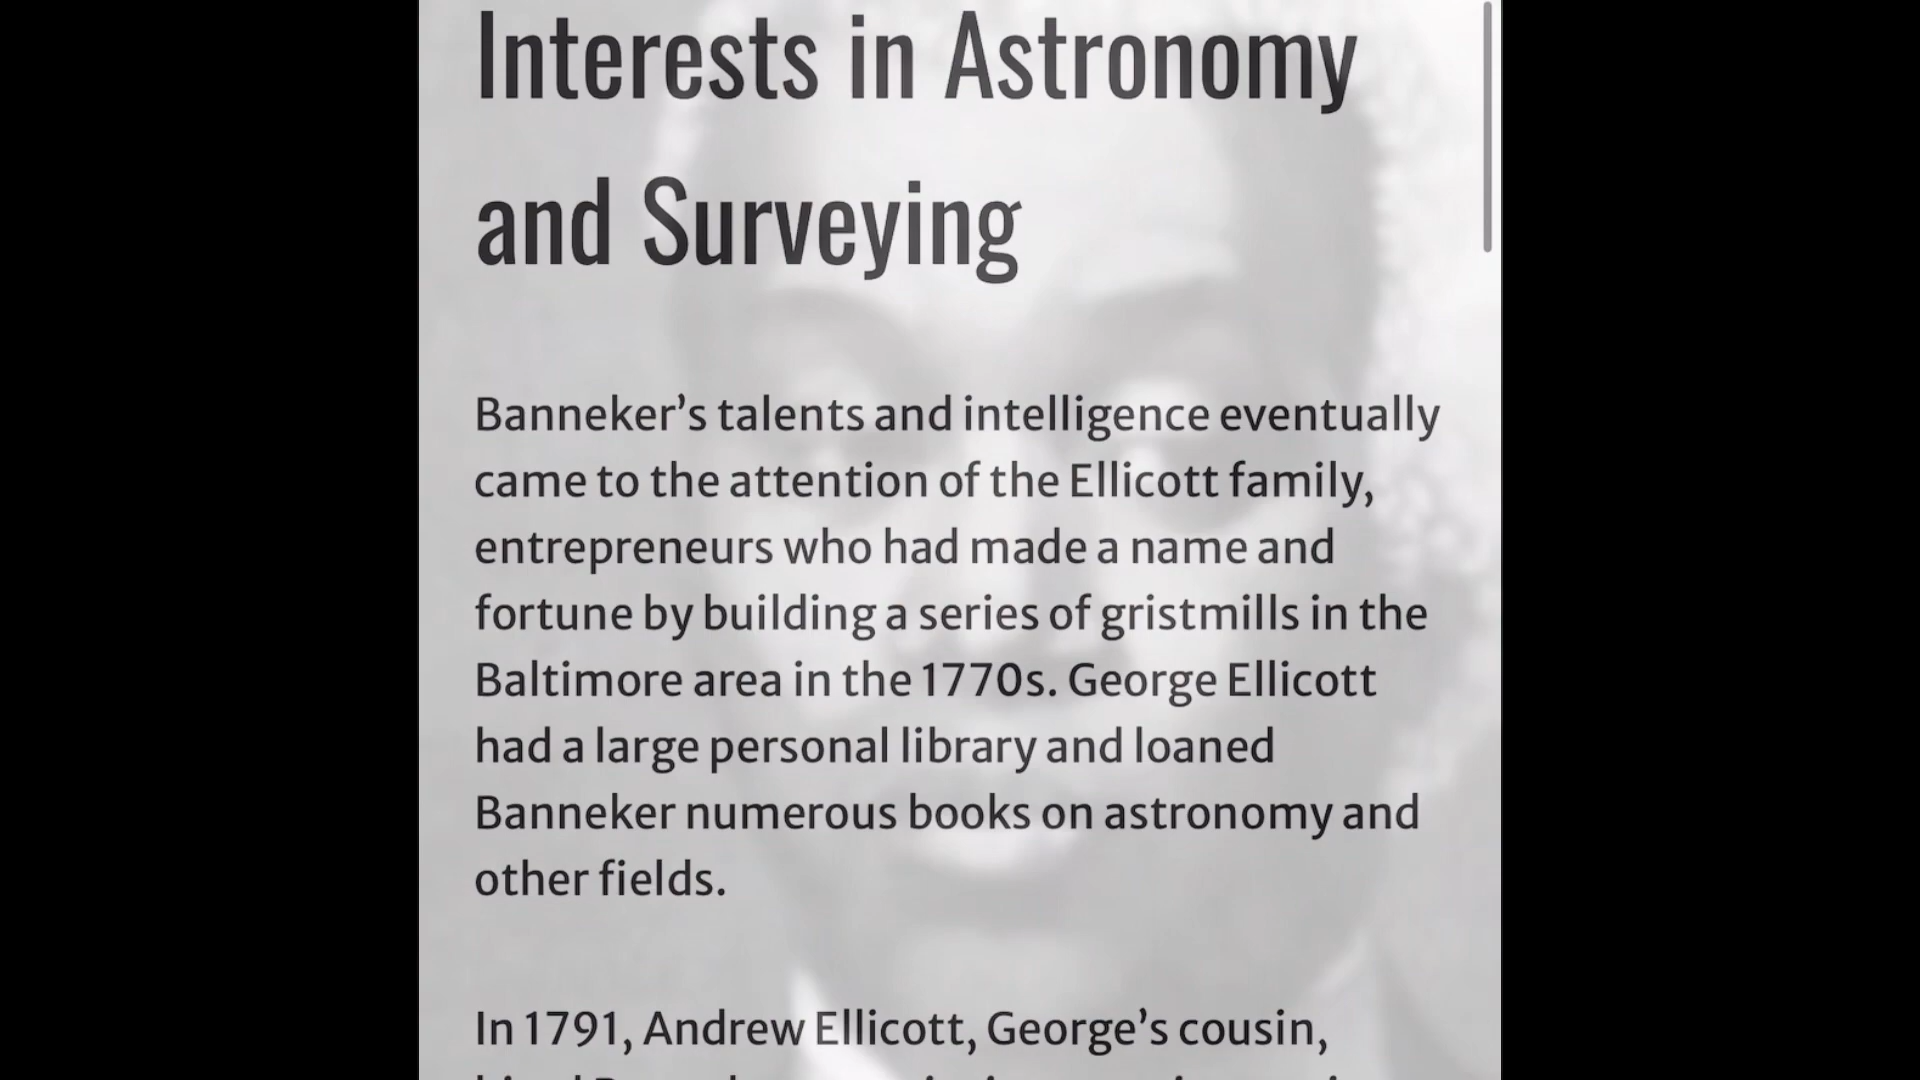 Interests in Astronomy
and Surveying
Banneker’s talents and intelligence eventually
came to the attention of the Ellicott family,
entrepreneurs who had made a name and
fortune by building a series of gristmills in the
Baltimore area in the 1770s. George Ellicott
had a large personal library and loaned
Banneker numerous books on astronomy and
other fields.
In 1791, Andrew Ellicott, George’s cousin,